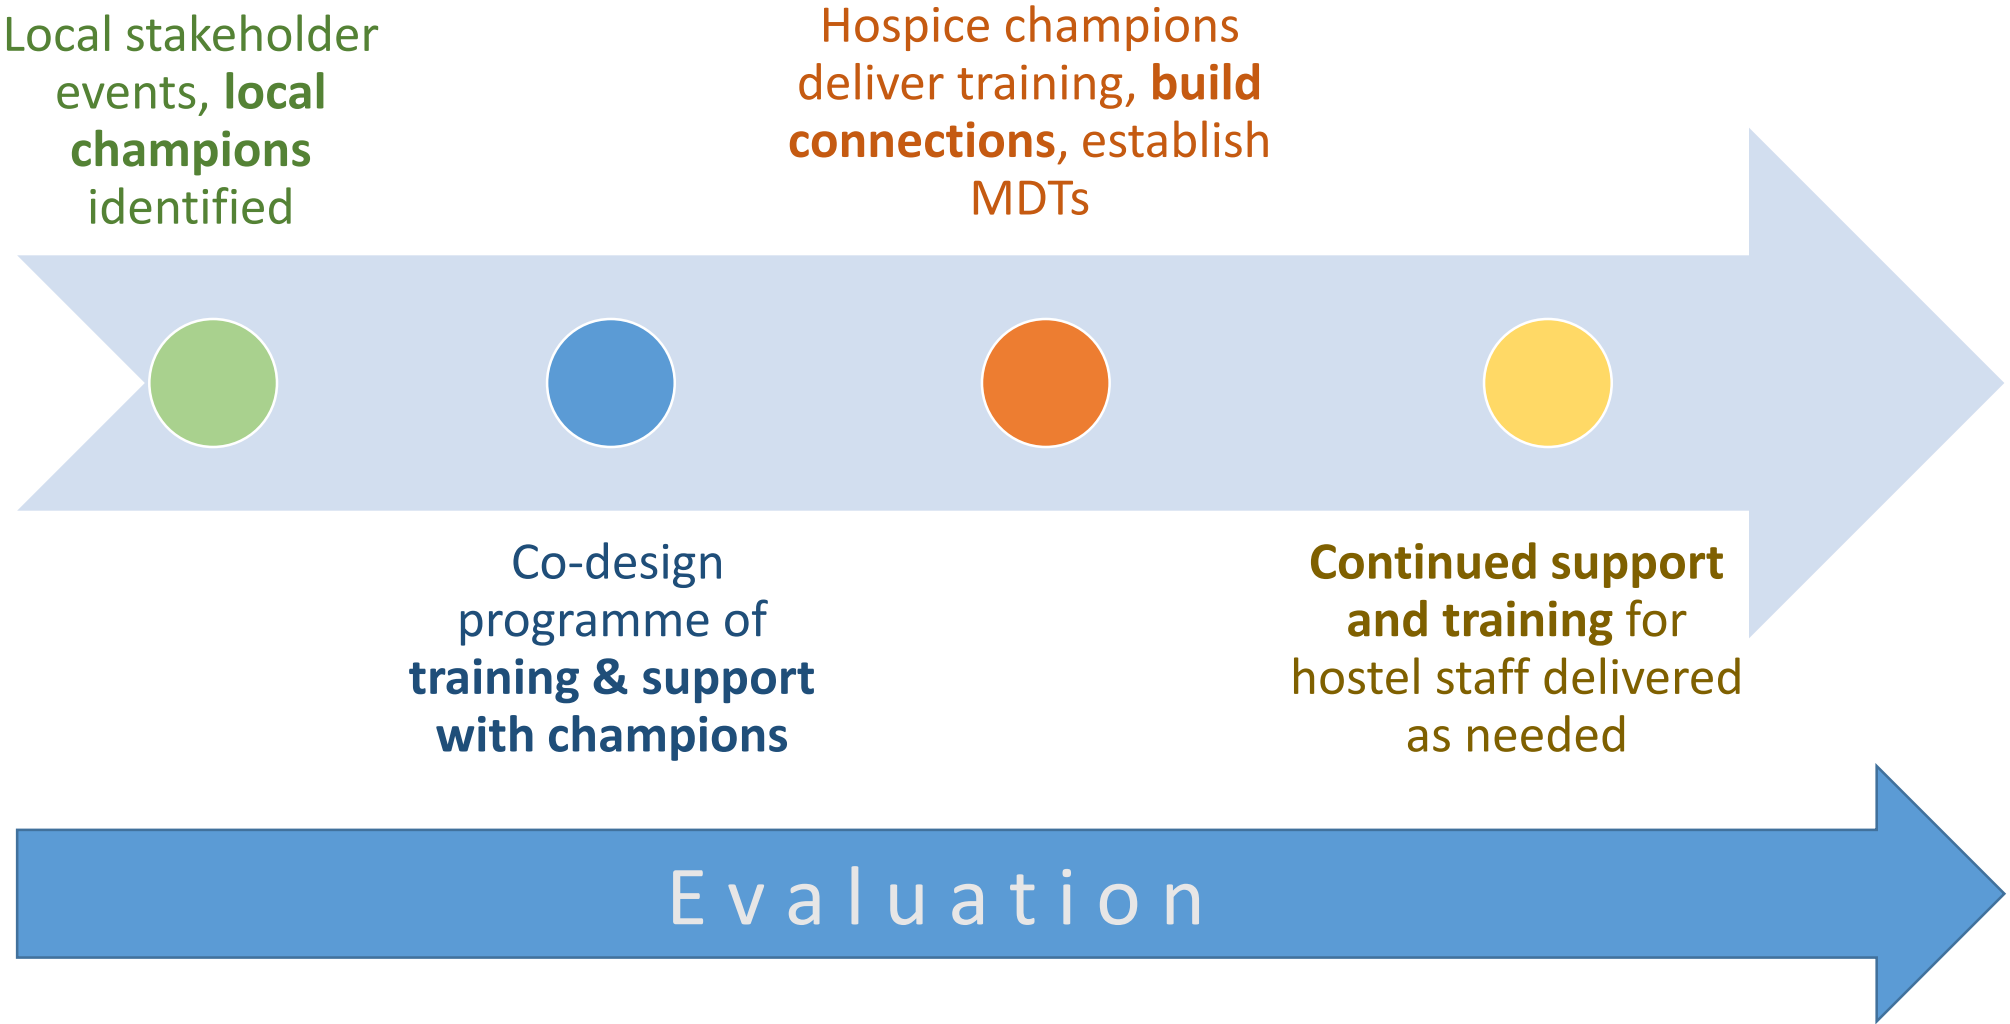 Local stakeholder
events, local
champions
identified
Hospice champions
deliver training, build
connections, establish
MDTs
Co-design
programme of
training & support
with champions
Continued support
and training for
hostel staff delivered
as needed
Evaluation